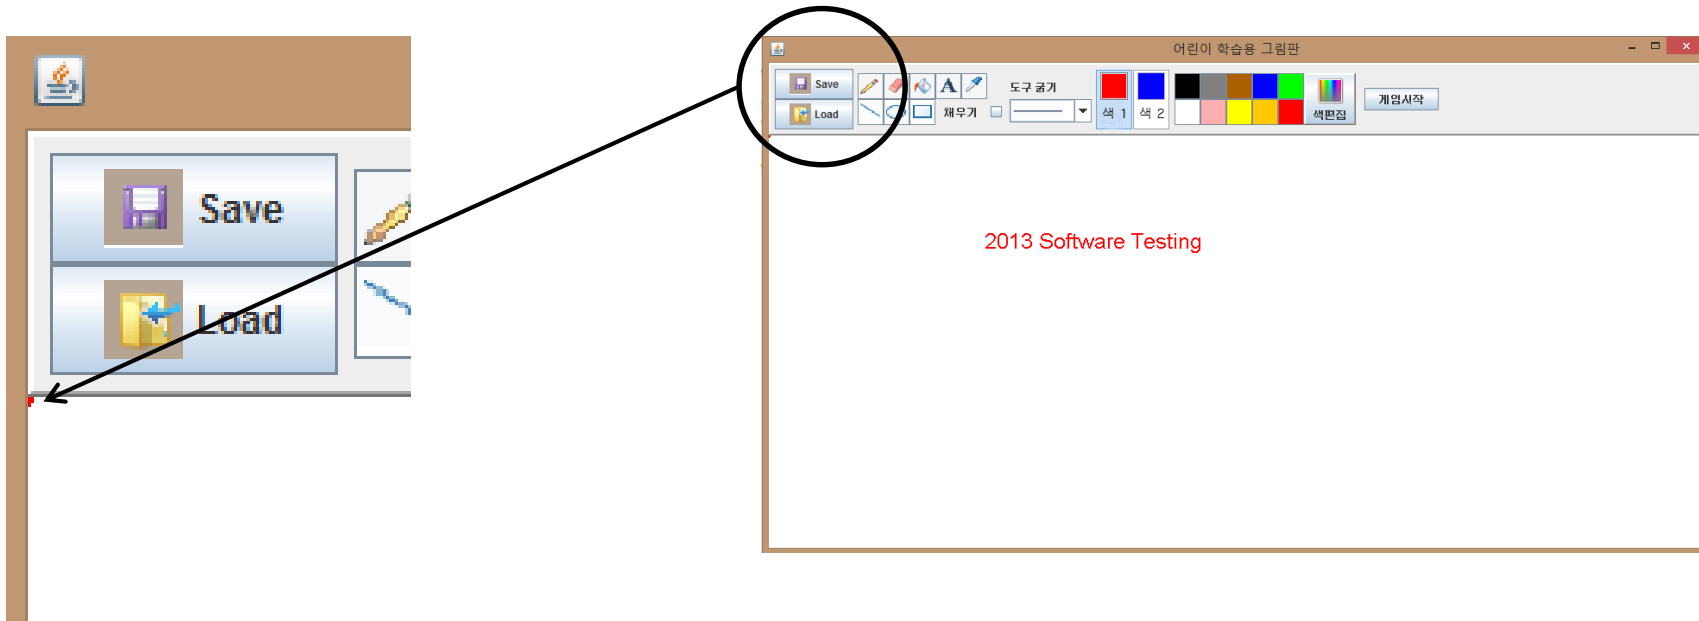 Save
Load
어린이 학습용 그림판
Save
Load
A
도구 굵기
채우기
색 1
색 2
색편집
게임시작
2013 Software Testing